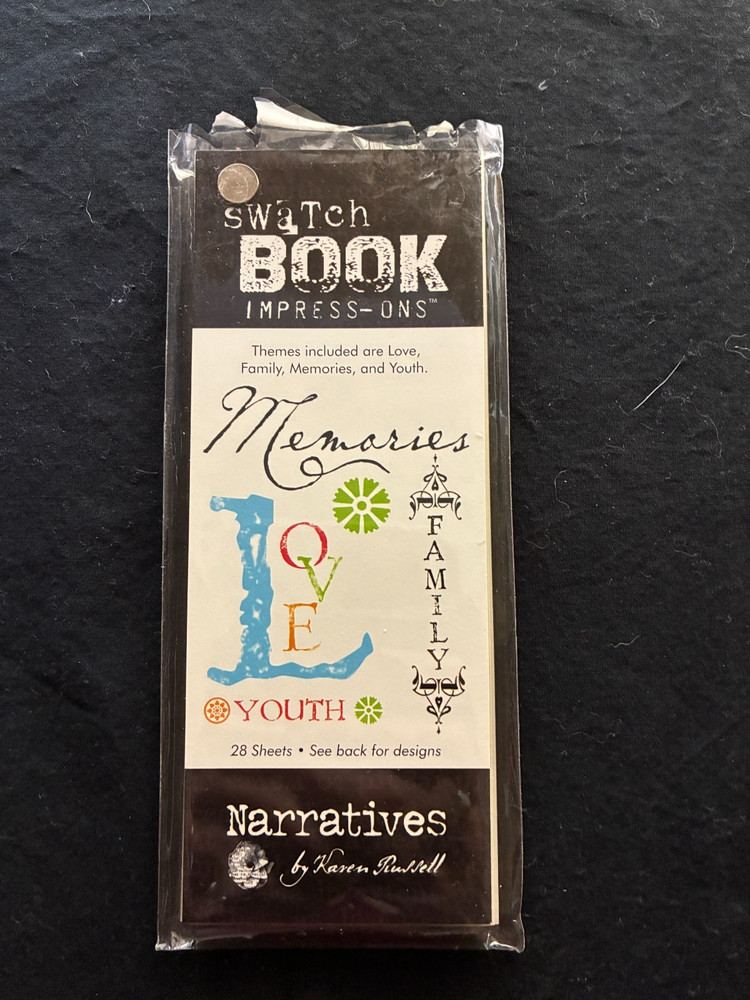 swaTch
BOOK
IMPRESS-ONS™
Themes included are Love,
Family, Memories, and Youth.
Memories
LOVE
FAMILY
YOUTH
28 Sheets • See back for designs
Narratives
by Karen Russell